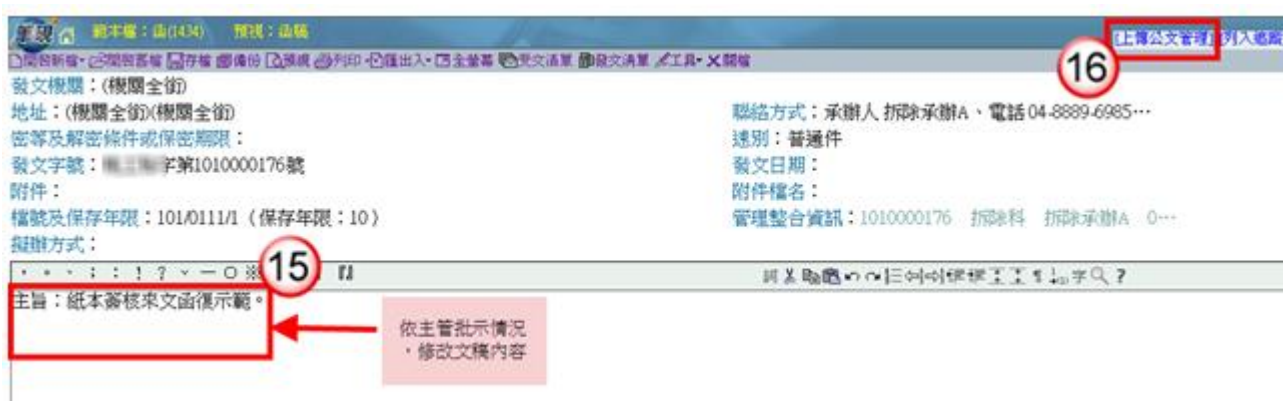 筆硯 範本檔：函(1434) 預視：函稿
[上傳公文管理] 列入追蹤
16
開啟新檔 開啟舊檔 存檔 備份 預視 列印 匯出入 全螢幕 受文清單 發文清單 工具 關檔
發文機關：(機關全銜)
地址：(機關全銜)(機關全銜)
聯絡方式：承辦人 拆除承辦A、電話 04-8889-6985…
密等及解密條件或保密期限：
速別：普通件
發文字號：字第1010000176號
發文日期：
附件：
附件檔名：
檔號及保存年限：101/0111/1 （保存年限：10）
管理整合資訊：1010000176 拆除科 拆除承辦A 0…
擬辦方式：
15
主旨：紙本簽核來文函復示範。
依主管批示情況
，修改文稿內容